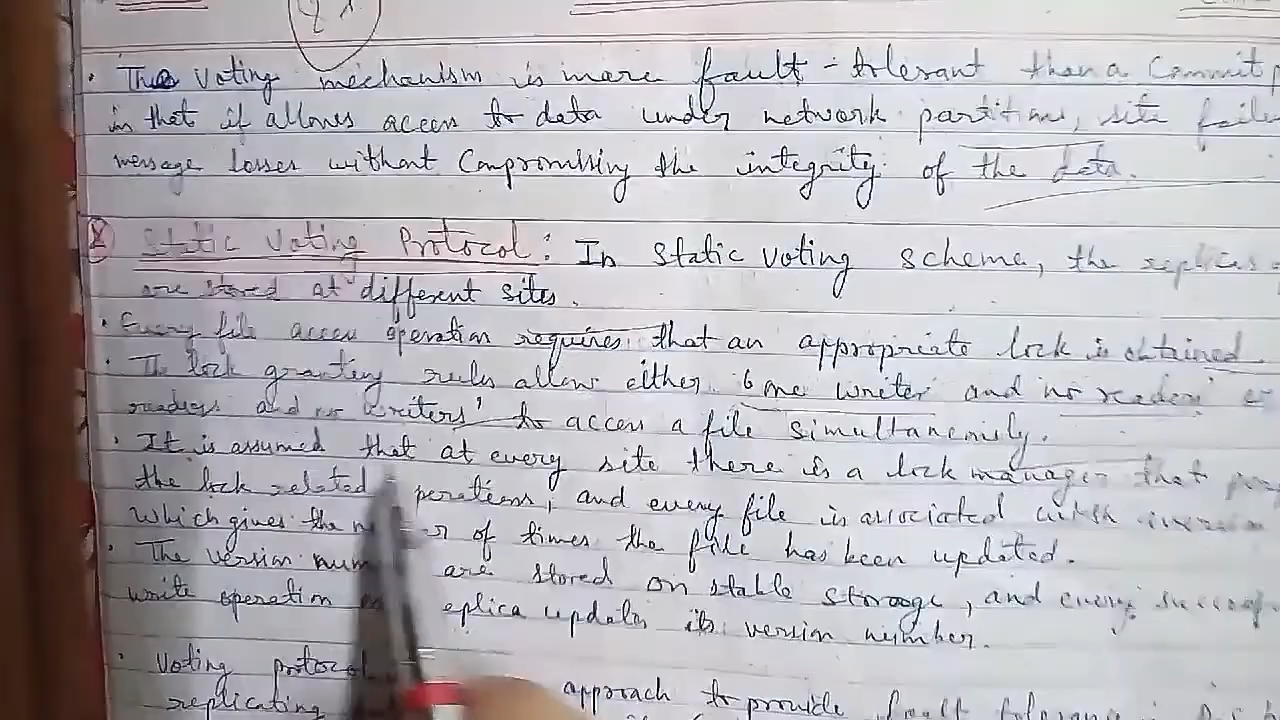 • The Voting mechanism is more fault-tolerant than a Commit p
in that it allows access to data under network partitions, site failu
message losses without Compromising the integrity of the data.
Static Voting Protocol: In Static Voting scheme, the replicas
are stored at different sites.
• Every file access operation requires that an appropriate lock is obtained
• The lock granting rules allow either 'one writer and no readers' or
readers and no writers' to access a file simultaneously.
• It is assumed that at every site there is a lock manager that
the lock related perations, and every file is associated with
which gives the of times the file has been updated.
• The version num are stored on stable storage, and every
write operation eplica updates its version number.
• Voting protocol approach to provide fault tolerance
replicating